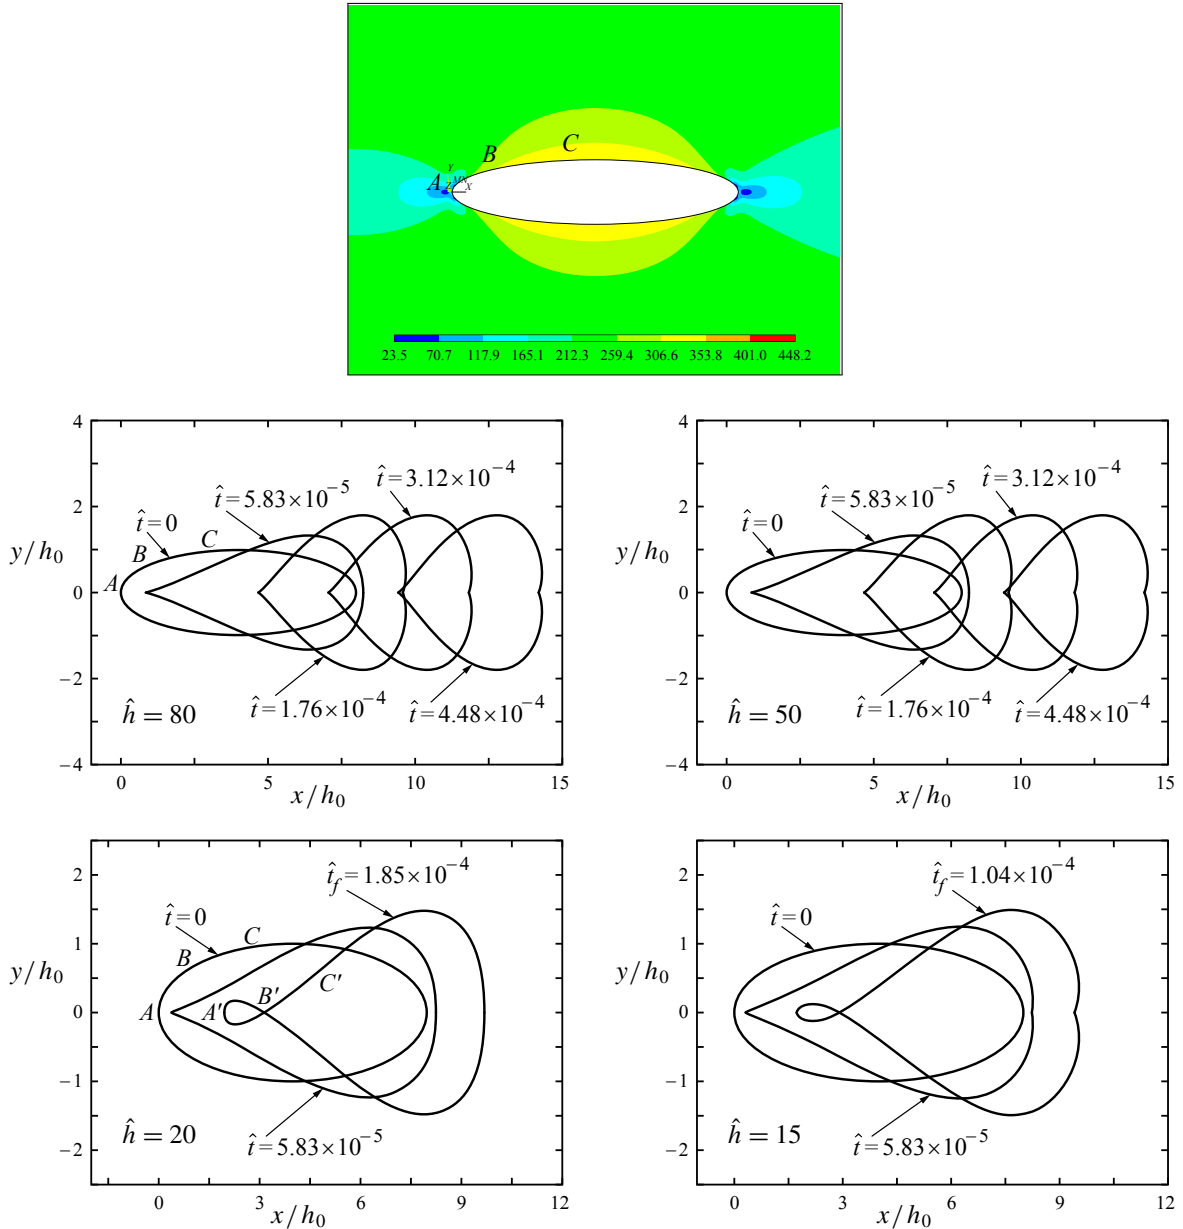 B C
A Y Z MN X
23.5 70.7 117.9 165.1 212.3 259.4 306.6 353.8 401.0 448.2
4
2
0
−2
−4
y/h₀
t̂=0
t̂=5.83×10⁻⁵
t̂=3.12×10⁻⁴
A B C
t̂=1.76×10⁻⁴
t̂=4.48×10⁻⁴
ĥ = 80
0 5 10 15
x/h₀
4
2
0
−2
−4
y/h₀
t̂=0
t̂=5.83×10⁻⁵
t̂=3.12×10⁻⁴
t̂=1.76×10⁻⁴
t̂=4.48×10⁻⁴
ĥ = 50
0 5 10 15
x/h₀
2
1
0
−1
−2
y/h₀
t̂=0
t̂_f=1.85×10⁻⁴
A B C
A′ B′ C′
ĥ = 20
t̂=5.83×10⁻⁵
0 3 6 9 12
x/h₀
2
1
0
−1
−2
y/h₀
t̂=0
t̂_f=1.04×10⁻⁴
ĥ = 15
t̂=5.83×10⁻⁵
0 3 6 9 12
x/h₀